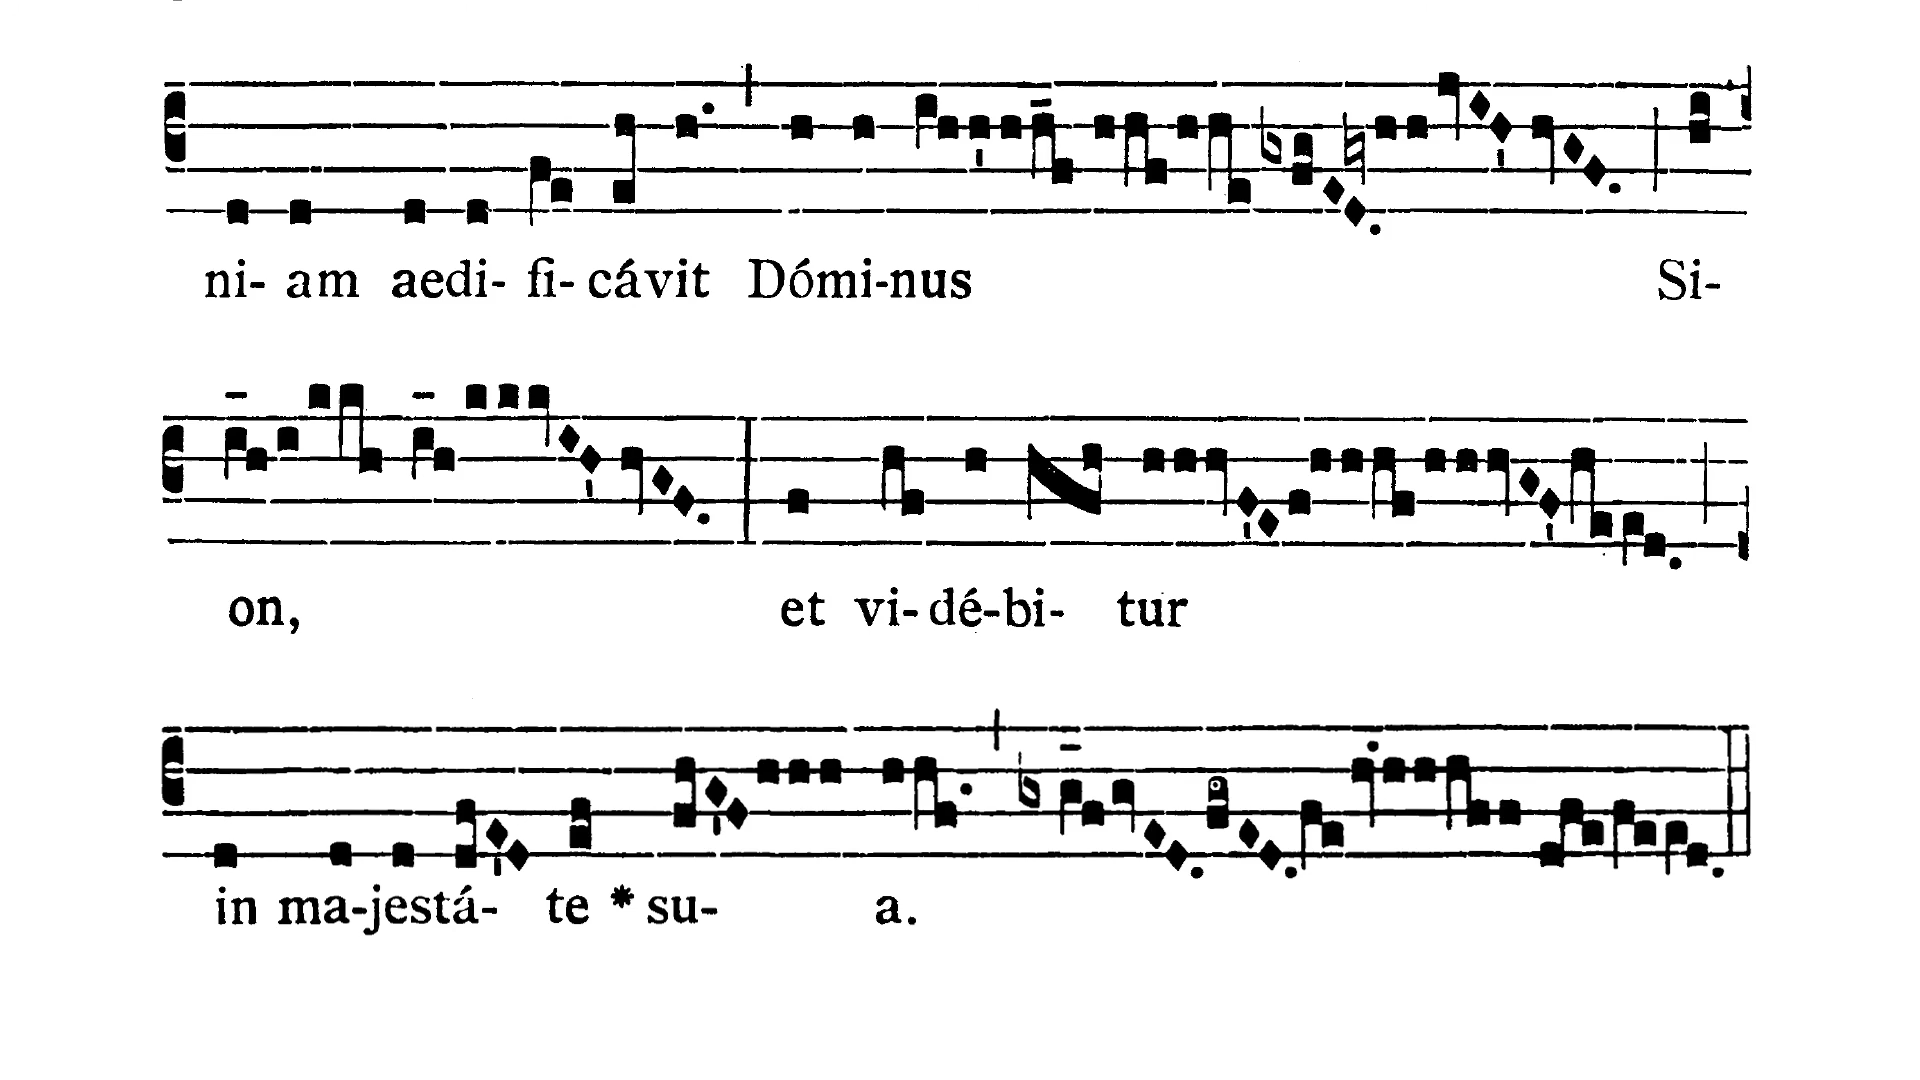 ni- am aedi- fi- cávit Dómi-nus Si-
on, et vi- dé-bi- tur
in ma-jestá- te * su- a.